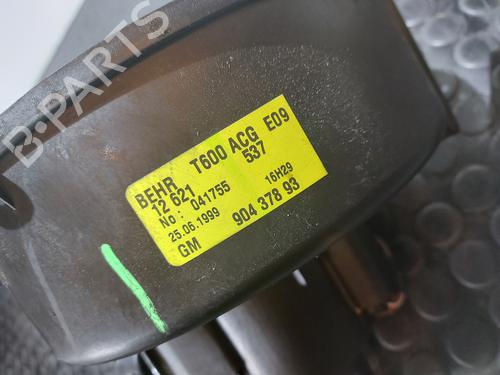 B-PARTS
BEHR T600 ACG E09
12 621 537
No : 041755 16H29
25.06.1999
GM 904 378 93